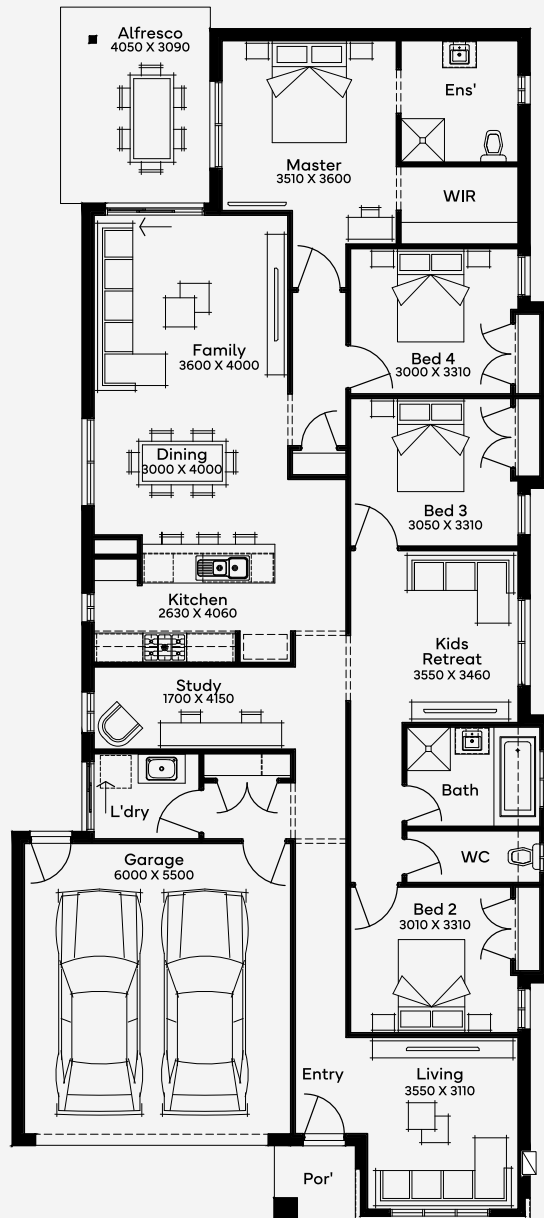 Alfresco
4050 X 3090
Ens'
Master
3510 X 3600
WIR
Family
3600 X 4000
Bed 4
3000 X 3310
Dining
3000 X 4000
Bed 3
3050 X 3310
Kitchen
2630 X 4060
Kids
Retreat
3550 X 3460
Study
1700 X 4150
Bath
L'dry
WC
Garage
6000 X 5500
Bed 2
3010 X 3310
Entry
Living
3550 X 3110
Por'